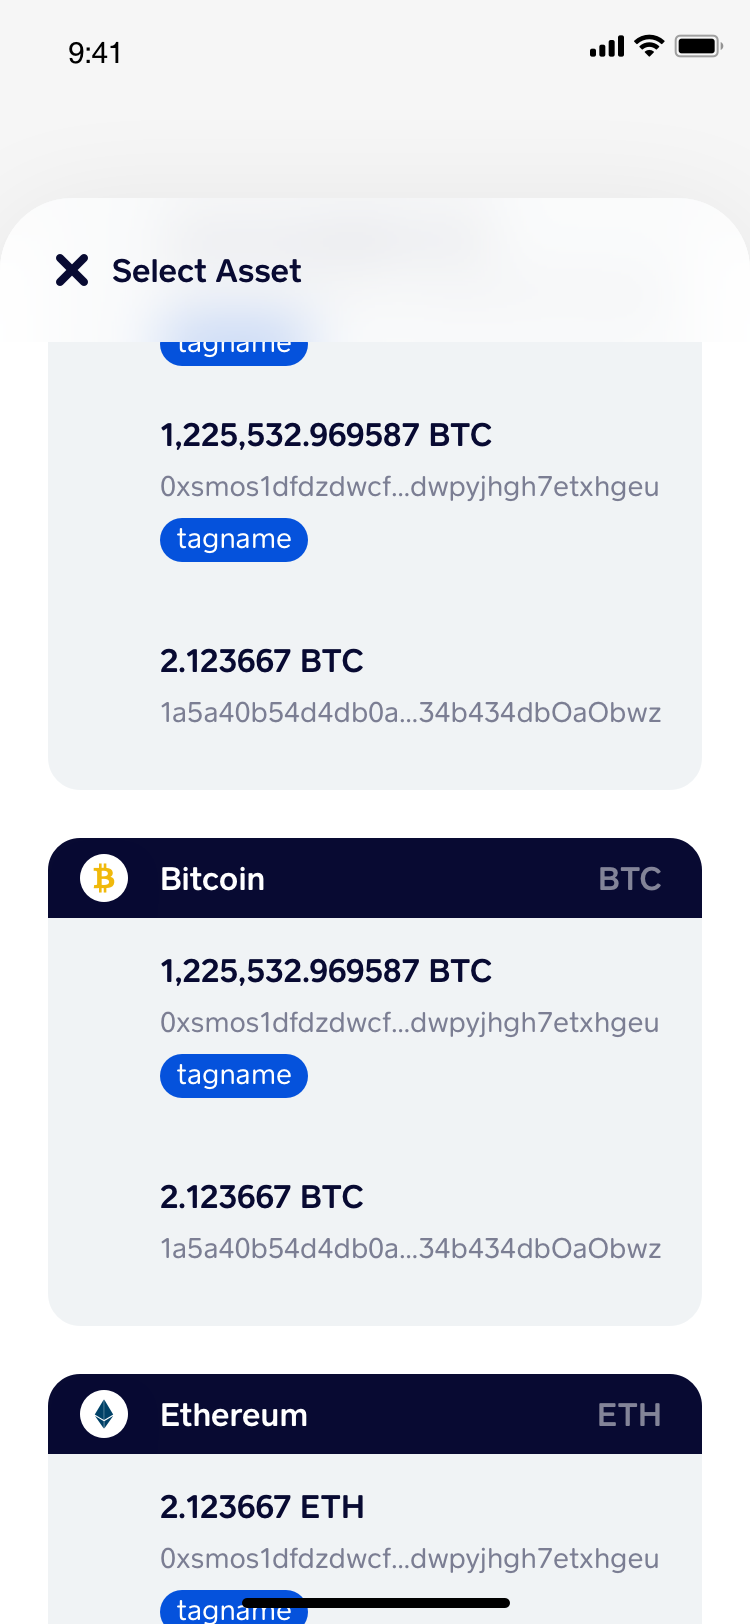 9:41
Select Asset
tagname
1,225,532.969587 BTC
0xsmos1dfdzdwcf...dwpyjhgh7etxhgeu
tagname
2.123667 BTC
1a5a40b54d4db0a...34b434dbOaObwz
Bitcoin BTC
1,225,532.969587 BTC
0xsmos1dfdzdwcf...dwpyjhgh7etxhgeu
tagname
2.123667 BTC
1a5a40b54d4db0a...34b434dbOaObwz
Ethereum ETH
2.123667 ETH
0xsmos1dfdzdwcf...dwpyjhgh7etxhgeu
tagname